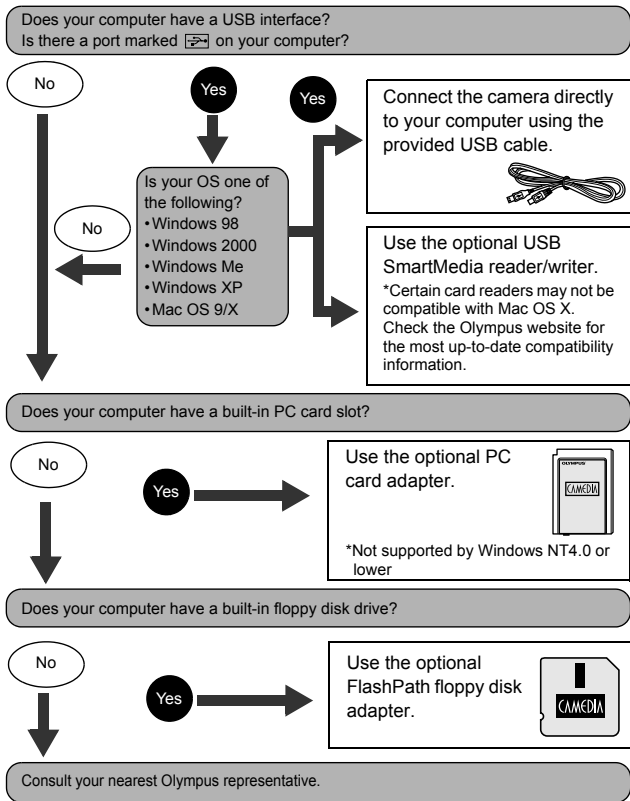 Does your computer have a USB interface?
Is there a port marked on your computer?
No
Yes
Yes
Connect the camera directly
to your computer using the
provided USB cable.
Is your OS one of
the following?
•Windows 98
•Windows 2000
•Windows Me
•Windows XP
•Mac OS 9/X
No
Use the optional USB
SmartMedia reader/writer.
*Certain card readers may not be
compatible with Mac OS X.
Check the Olympus website for
the most up-to-date compatibility
information.
Does your computer have a built-in PC card slot?
No
Yes
Use the optional PC
card adapter.
OLYMPUS
CAMEDIA
*Not supported by Windows NT4.0 or
lower
Does your computer have a built-in floppy disk drive?
No
Yes
Use the optional
FlashPath floppy disk
adapter.
CAMEDIA
Consult your nearest Olympus representative.